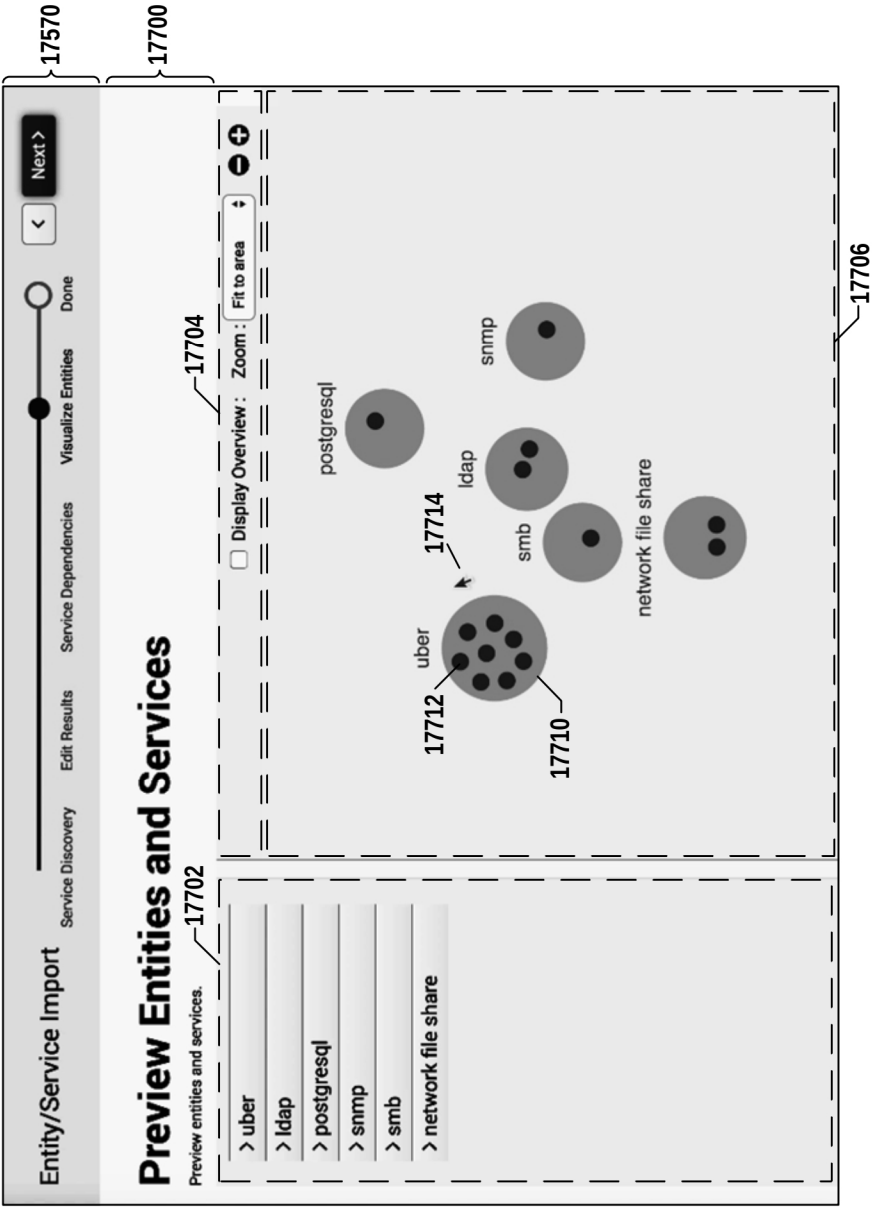 17570
17700
Entity/Service Import
Service Discovery
Edit Results
Service Dependencies
Visualize Entities
Done
<
Next >
Preview Entities and Services
Preview entities and services.
17702
17704
Display Overview :
Zoom :
Fit to area
> uber
> ldap
> postgresql
> snmp
> smb
> network file share
postgresql
snmp
ldap
smb
network file share
uber
17714
17712
17710
17706